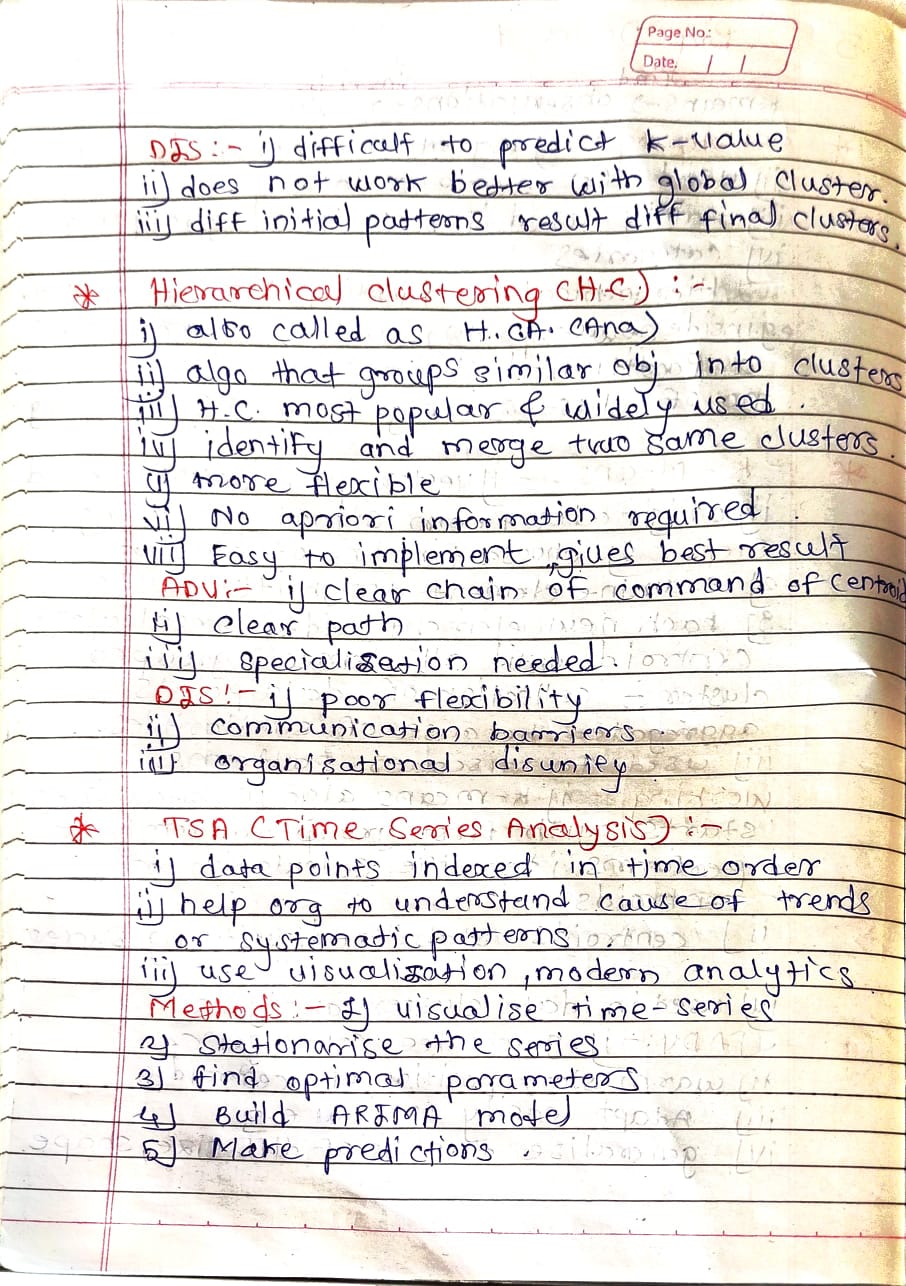 Page No.:
Date. / /
DIS :- i) difficult to predict k-value
ii) does not work better with global cluster.
iii) diff initial patterns result diff final clusters.
* Hierarchical clustering (H.C.) :-
i) also called as H.CA. (Ana)
ii) algo that groups similar obj into clusters
iii) H.C. most popular & widely used.
iv) identify and merge two same clusters.
v) more flexible
vi) No apriori information required.
vii) Easy to implement, gives best result
ADV:- i) clear chain of command of centroid
ii) clear path
iii) specialisation needed.
DIS!- i) poor flexibility
ii) communication barriers.
iii) organisational disuniey
* TSA (Time Series Analysis) :-
i) data points indexed in time order
ii) help org to understand cause of trends
or systematic patterns
iii) use visualisation, modern analytics
Methods :- 1) visualise time-series
2) Stationarise the series
3) find optimal parameters
4) Build ARIMA model
5) Make predictions.